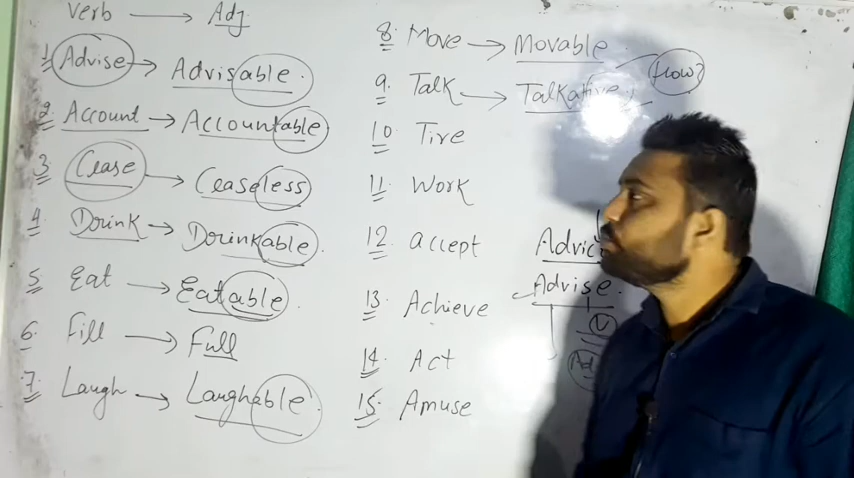 Verb → Adj
1 Advise → Advisable.
2 Account → Accountable
3 Cease → Ceaseless
4 Drink → Drinkable.
5 Eat → Eatable.
6. Fill → Full
7. Laugh → Laughable.
8. Move → Movable.
9. Talk → Talkative,
How?
10 Tire
11 Work
12 accept
13 Achieve
14 Act
15. Amuse
Advise.
V